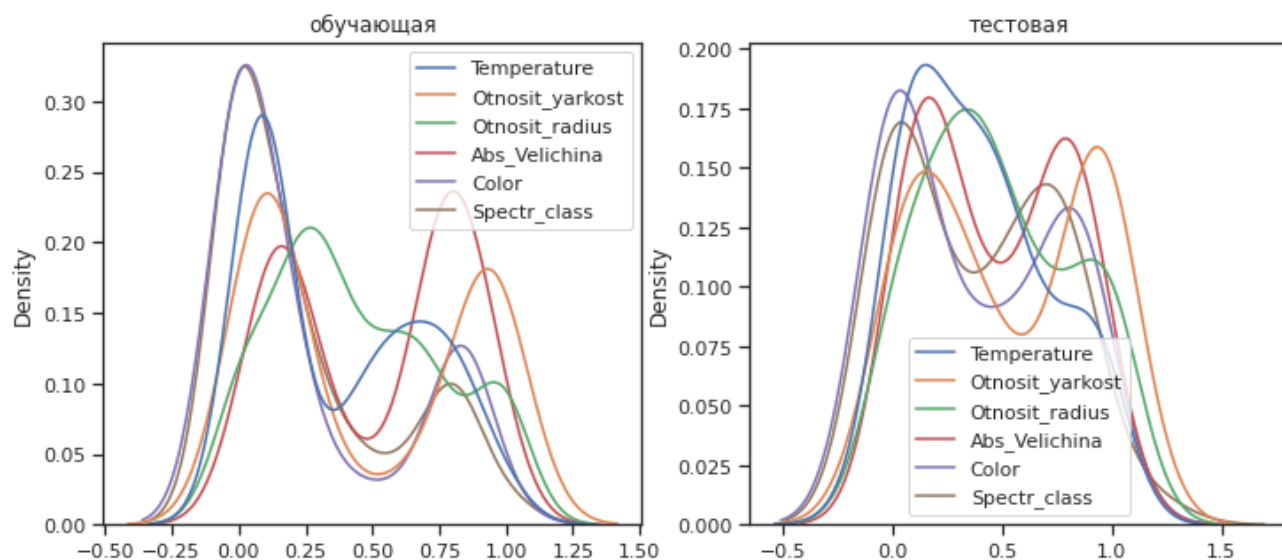 обучающая
тестовая
Density
0.30
0.25
0.20
0.15
0.10
0.05
0.00
−0.50 −0.25 0.00 0.25 0.50 0.75 1.00 1.25 1.50
Temperature
Otnosit_yarkost
Otnosit_radius
Abs_Velichina
Color
Spectr_class
Density
0.200
0.175
0.150
0.125
0.100
0.075
0.050
0.025
0.000
−0.5 0.0 0.5 1.0 1.5
Temperature
Otnosit_yarkost
Otnosit_radius
Abs_Velichina
Color
Spectr_class